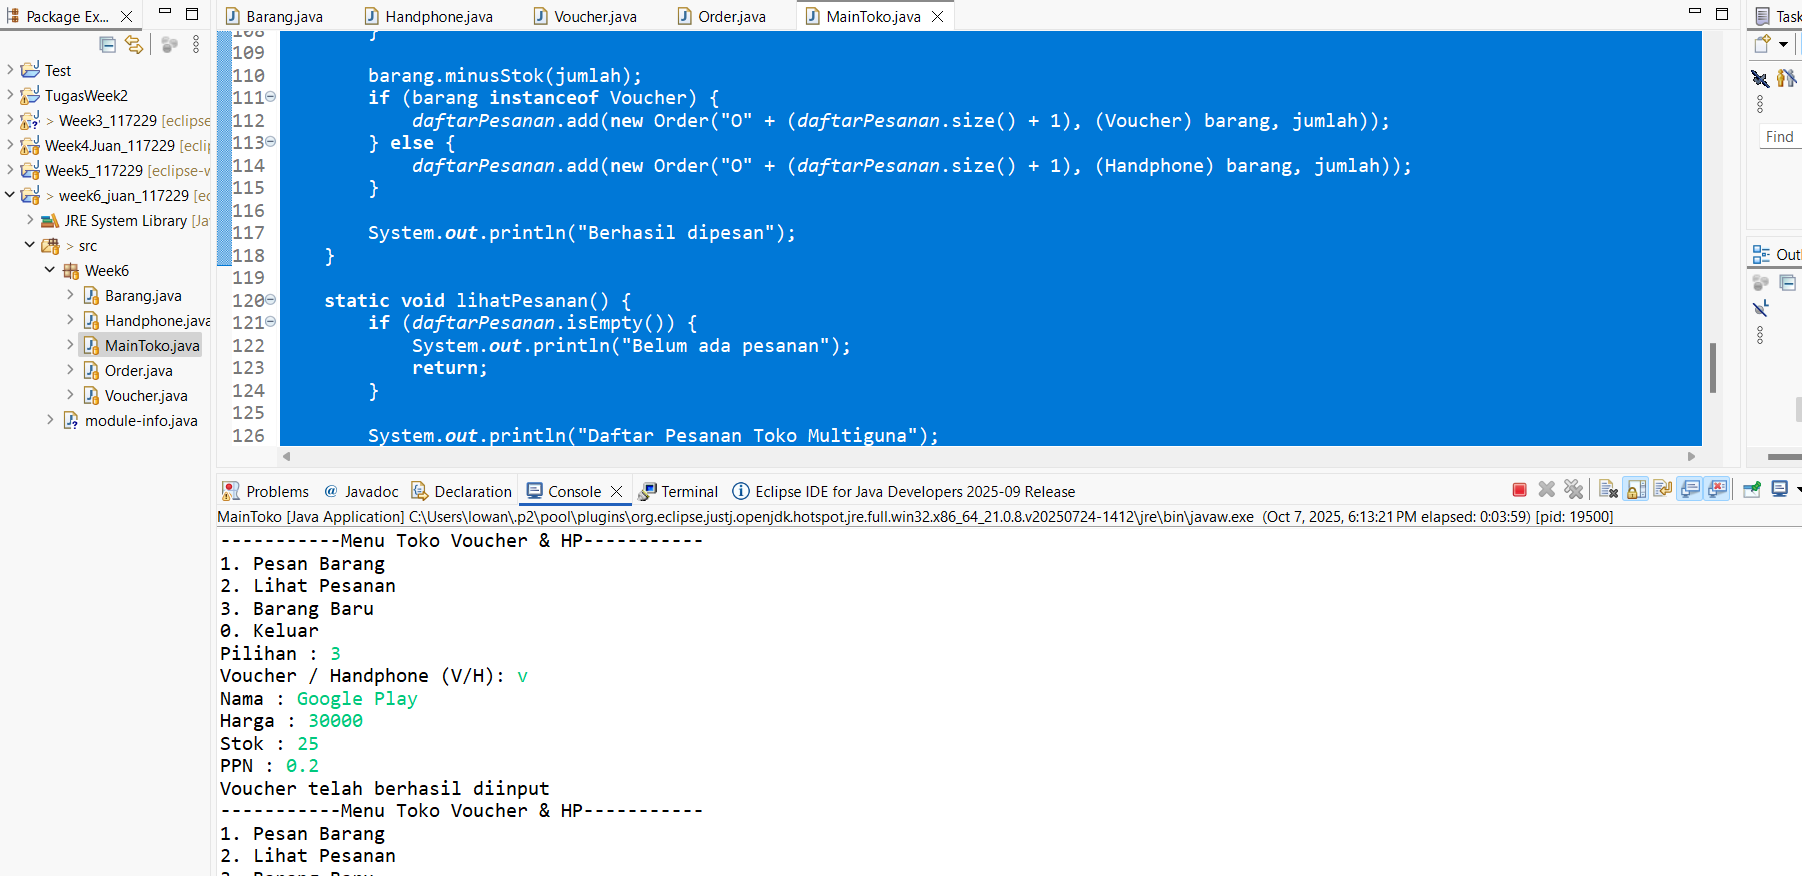 Package Ex...
Barang.java
Handphone.java
Voucher.java
Order.java
MainToko.java
Task
Test
TugasWeek2
> Week3_117229 [eclipse
Week4.Juan_117229 [ecli
Week5_117229 [eclipse-w
> week6_juan_117229 [ec
JRE System Library [Ja
> src
Week6
Barang.java
Handphone.java
MainToko.java
Order.java
Voucher.java
module-info.java
108 }
109
110 barang.minusStok(jumlah);
111 if (barang instanceof Voucher) {
112 daftarPesanan.add(new Order("O" + (daftarPesanan.size() + 1), (Voucher) barang, jumlah));
113 } else {
114 daftarPesanan.add(new Order("O" + (daftarPesanan.size() + 1), (Handphone) barang, jumlah));
115 }
116
117 System.out.println("Berhasil dipesan");
118 }
119
120 static void lihatPesanan() {
121 if (daftarPesanan.isEmpty()) {
122 System.out.println("Belum ada pesanan");
123 return;
124 }
125
126 System.out.println("Daftar Pesanan Toko Multiguna");
Find
Outl
Problems
@ Javadoc
Declaration
Console
Terminal
Eclipse IDE for Java Developers 2025-09 Release
MainToko [Java Application] C:\Users\lowan\.p2\pool\plugins\org.eclipse.justj.openjdk.hotspot.jre.full.win32.x86_64_21.0.8.v20250724-1412\jre\bin\javaw.exe (Oct 7, 2025, 6:13:21 PM elapsed: 0:03:59) [pid: 19500]
-----------Menu Toko Voucher & HP-----------
1. Pesan Barang
2. Lihat Pesanan
3. Barang Baru
0. Keluar
Pilihan : 3
Voucher / Handphone (V/H): v
Nama : Google Play
Harga : 30000
Stok : 25
PPN : 0.2
Voucher telah berhasil diinput
-----------Menu Toko Voucher & HP-----------
1. Pesan Barang
2. Lihat Pesanan
3. Barang Baru